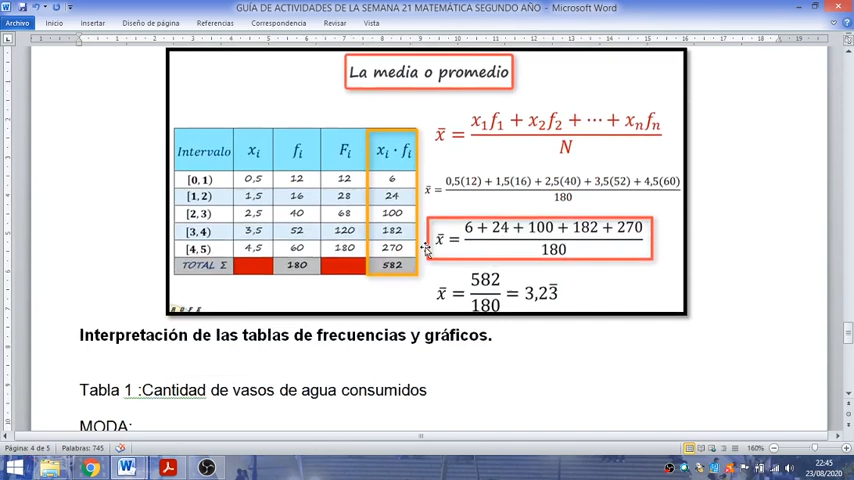 GUÍA DE ACTIVIDADES DE LA SEMANA 21 MATEMÁTICA SEGUNDO AÑO - Microsoft Word
Archivo Inicio Insertar Diseño de página Referencias Correspondencia Revisar Vista
La media o promedio
Intervalo xᵢ fᵢ Fᵢ xᵢ · fᵢ
[0, 1) 0,5 12 12 6
[1, 2) 1,5 16 28 24
[2, 3) 2,5 40 68 100
[3, 4) 3,5 52 120 182
[4, 5) 4,5 60 180 270
TOTAL Σ 180 582
x̄ = (x₁f₁ + x₂f₂ + ⋯ + xₙfₙ) / N
x̄ = (0,5(12) + 1,5(16) + 2,5(40) + 3,5(52) + 4,5(60)) / 180
x̄ = (6 + 24 + 100 + 182 + 270) / 180
x̄ = 582 / 180 = 3,23̄
Interpretación de las tablas de frecuencias y gráficos.
Tabla 1 :Cantidad de vasos de agua consumidos
MODA:
Página: 4 de 5 Palabras: 745 160%
22:45
23/08/2020